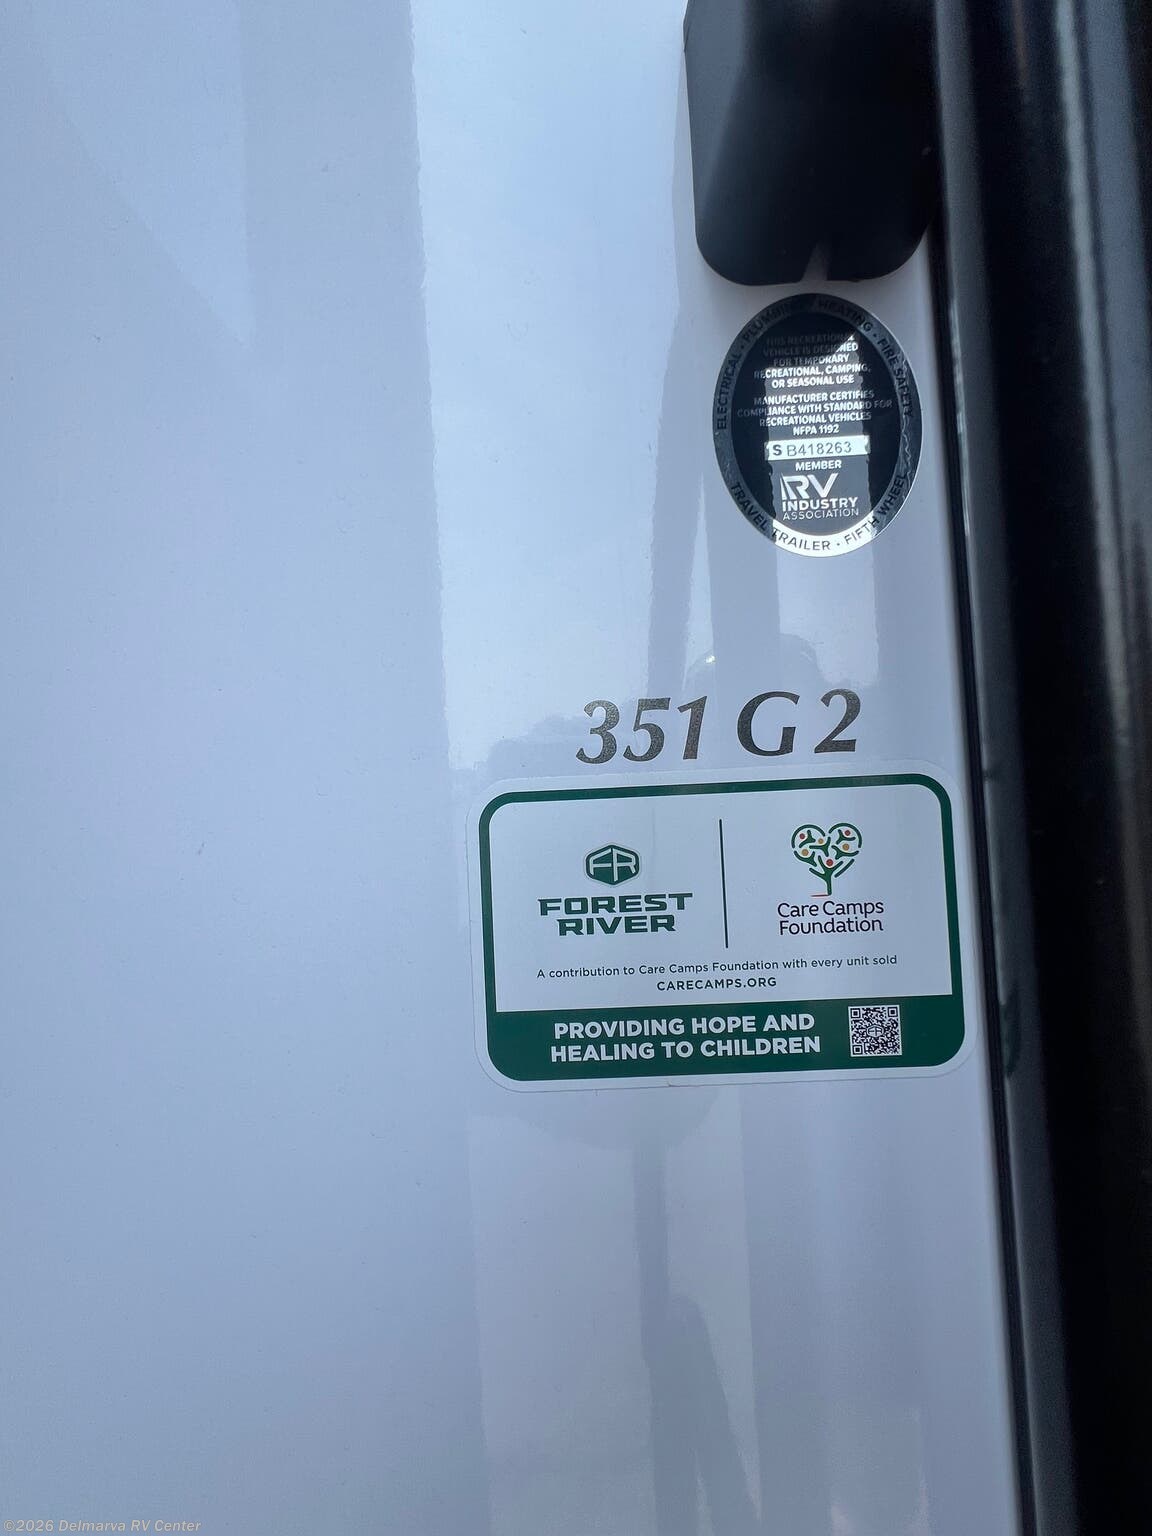 ELECTRICAL • PLUMBING • HEATING • FIRE SAFETY
THIS RECREATIONAL
VEHICLE IS DESIGNED
FOR TEMPORARY
RECREATIONAL, CAMPING,
OR SEASONAL USE
MANUFACTURER CERTIFIES
COMPLIANCE WITH STANDARD FOR
RECREATIONAL VEHICLES
NFPA 1192
S B418263
MEMBER
RV
INDUSTRY
ASSOCIATION
TRAVEL TRAILER • FIFTH WHEEL
351 G2
FR
FOREST
RIVER
Care Camps
Foundation
A contribution to Care Camps Foundation with every unit sold
CARECAMPS.ORG
PROVIDING HOPE AND
HEALING TO CHILDREN
©2026 Delmarva RV Center